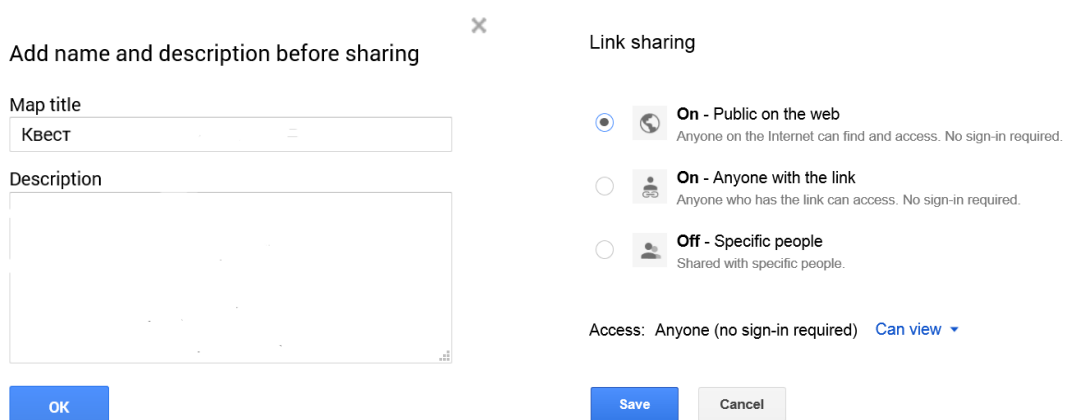 Add name and description before sharing
Map title
Квест
Description
OK
Link sharing
On - Public on the web
Anyone on the Internet can find and access. No sign-in required.
On - Anyone with the link
Anyone who has the link can access. No sign-in required.
Off - Specific people
Shared with specific people.
Access: Anyone (no sign-in required) Can view
Save Cancel